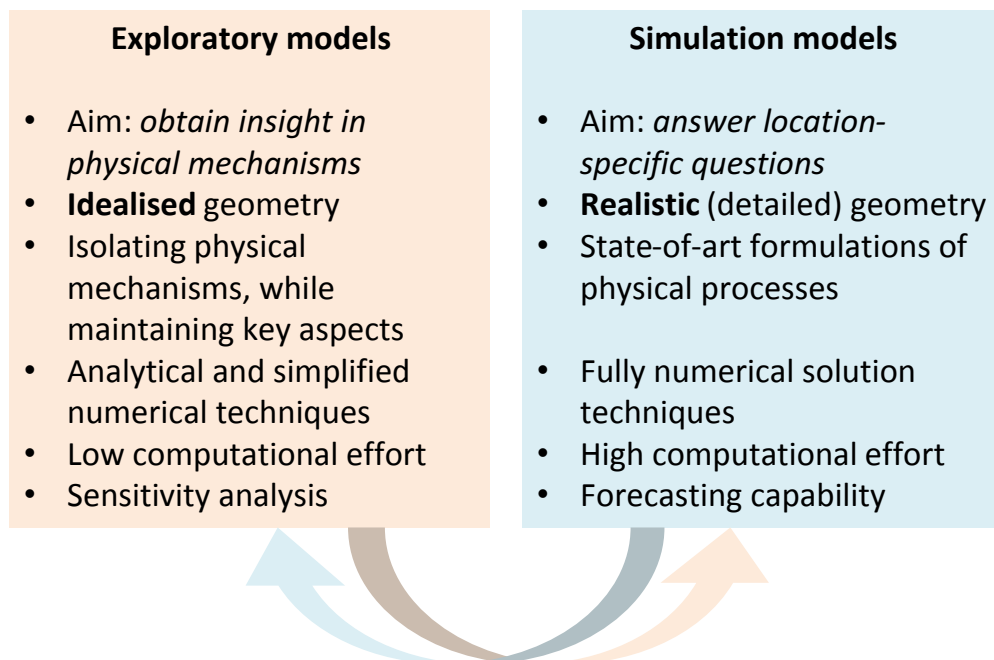 Exploratory models
• Aim: obtain insight in
physical mechanisms
• Idealised geometry
• Isolating physical
mechanisms, while
maintaining key aspects
• Analytical and simplified
numerical techniques
• Low computational effort
• Sensitivity analysis
Simulation models
• Aim: answer location-
specific questions
• Realistic (detailed) geometry
• State-of-art formulations of
physical processes
• Fully numerical solution
techniques
• High computational effort
• Forecasting capability